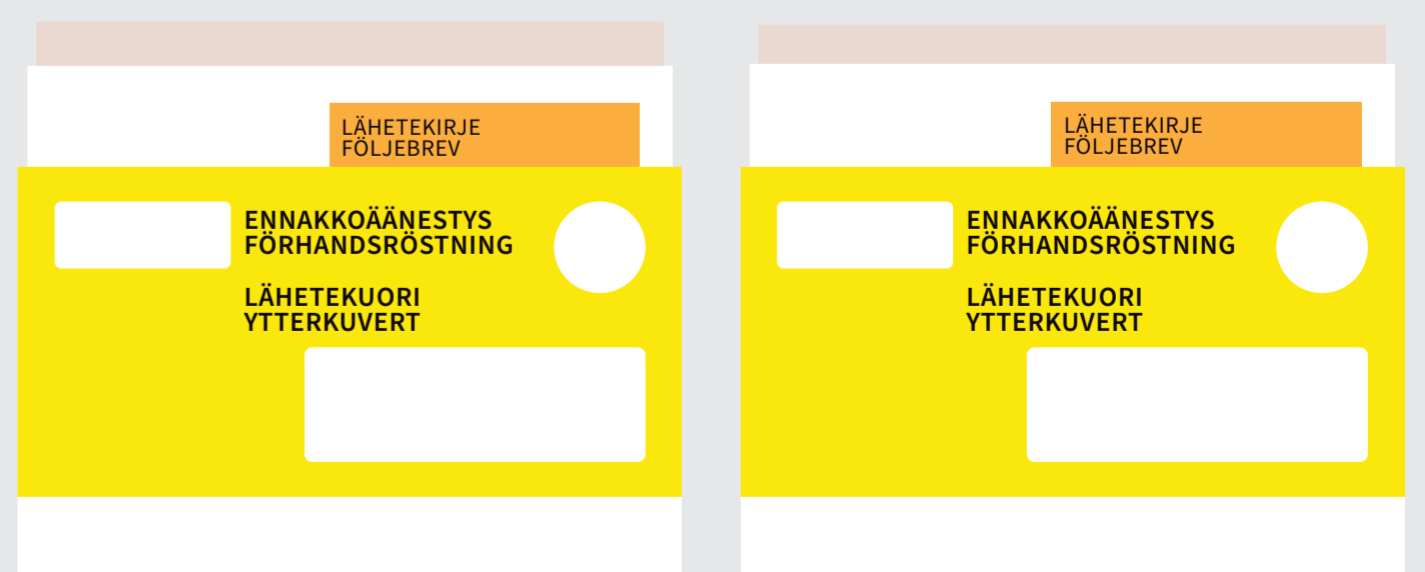 LÄHETEKIRJE
FÖLJEBREV
ENNAKKOÄÄNESTYS
FÖRHANDSRÖSTNING
LÄHETEKUORI
YTTERKUVERT
LÄHETEKIRJE
FÖLJEBREV
ENNAKKOÄÄNESTYS
FÖRHANDSRÖSTNING
LÄHETEKUORI
YTTERKUVERT